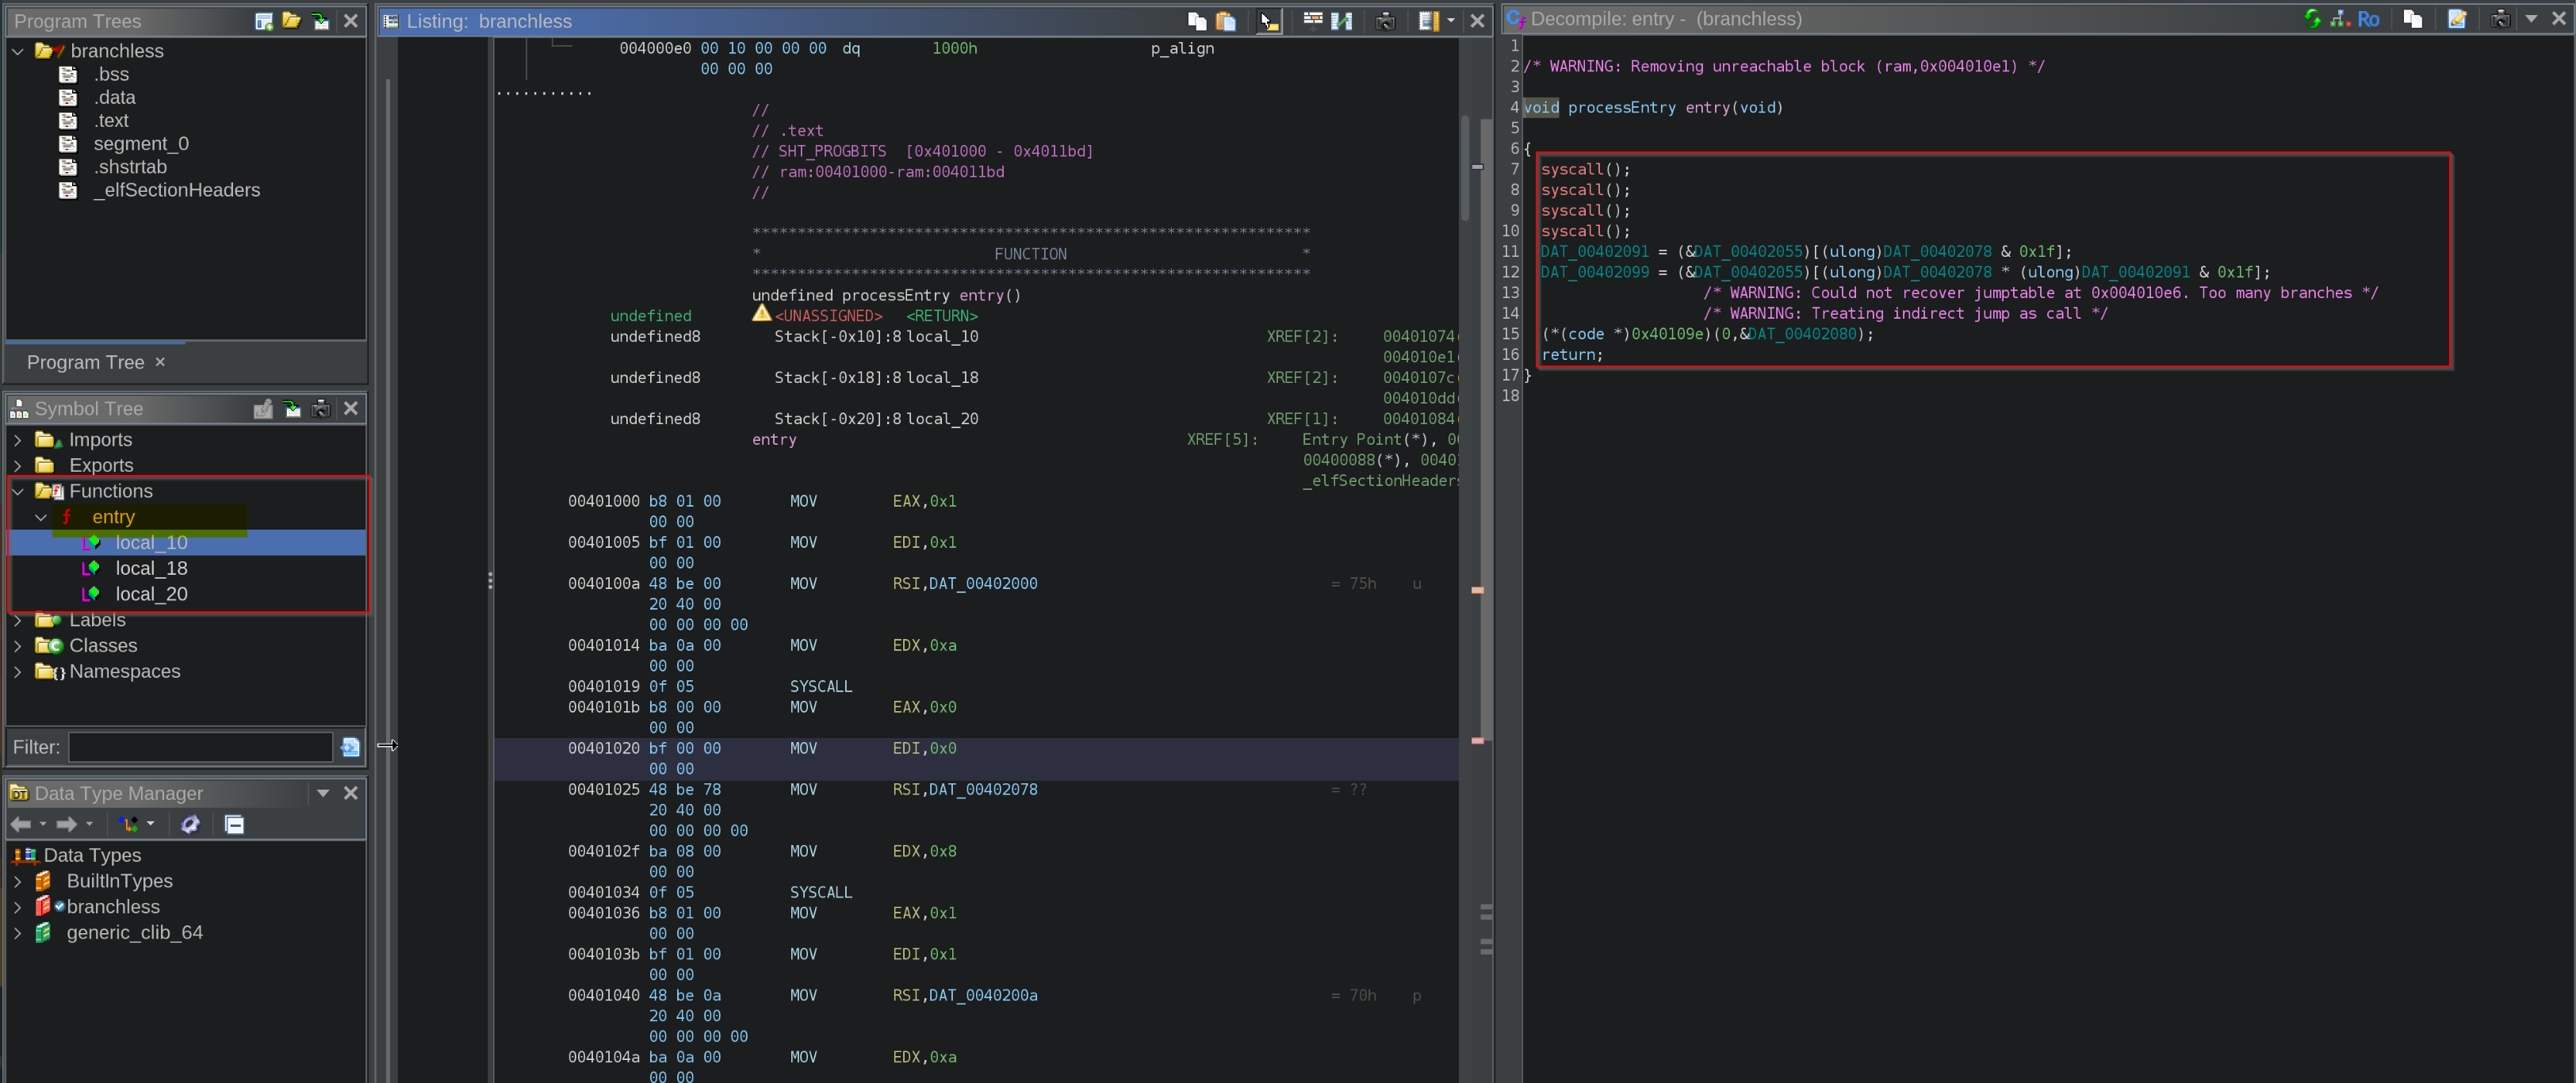 Program Trees
branchless
.bss
.data
.text
segment_0
.shstrtab
_elfSectionHeaders
Program Tree ×
Symbol Tree
Imports
Exports
Functions
f entry
local_10
local_18
local_20
Labels
Classes
Namespaces
Filter:
Data Type Manager
Data Types
BuiltInTypes
branchless
generic_clib_64
Listing: branchless
004000e0 00 10 00 00 00 dq 1000h p_align
00 00 00
...........
//
// .text
// SHT_PROGBITS [0x401000 - 0x4011bd]
// ram:00401000-ram:004011bd
//
**************************************************************
* FUNCTION *
**************************************************************
undefined processEntry entry()
undefined <UNASSIGNED> <RETURN>
undefined8 Stack[-0x10]:8 local_10 XREF[2]: 00401074(
004010e1(
undefined8 Stack[-0x18]:8 local_18 XREF[2]: 0040107c(
004010dd(
undefined8 Stack[-0x20]:8 local_20 XREF[1]: 00401084(
entry XREF[5]: Entry Point(*), 00
00400088(*), 0040:
_elfSectionHeaders
00401000 b8 01 00 MOV EAX,0x1
00 00
00401005 bf 01 00 MOV EDI,0x1
00 00
0040100a 48 be 00 MOV RSI,DAT_00402000 = 75h u
20 40 00
00 00 00 00
00401014 ba 0a 00 MOV EDX,0xa
00 00
00401019 0f 05 SYSCALL
0040101b b8 00 00 MOV EAX,0x0
00 00
00401020 bf 00 00 MOV EDI,0x0
00 00
00401025 48 be 78 MOV RSI,DAT_00402078 = ??
20 40 00
00 00 00 00
0040102f ba 08 00 MOV EDX,0x8
00 00
00401034 0f 05 SYSCALL
00401036 b8 01 00 MOV EAX,0x1
00 00
0040103b bf 01 00 MOV EDI,0x1
00 00
00401040 48 be 0a MOV RSI,DAT_0040200a = 70h p
20 40 00
00 00 00 00
0040104a ba 0a 00 MOV EDX,0xa
00 00
Decompile: entry - (branchless)
Ro
1
2 /* WARNING: Removing unreachable block (ram,0x004010e1) */
3
4 void processEntry entry(void)
5
6 {
7 syscall();
8 syscall();
9 syscall();
10 syscall();
11 DAT_00402091 = (&DAT_00402055)[(ulong)DAT_00402078 & 0x1f];
12 DAT_00402099 = (&DAT_00402055)[(ulong)DAT_00402078 * (ulong)DAT_00402091 & 0x1f];
13 /* WARNING: Could not recover jumptable at 0x004010e6. Too many branches */
14 /* WARNING: Treating indirect jump as call */
15 (*(code *)0x40109e)(0,&DAT_00402080);
16 return;
17 }
18